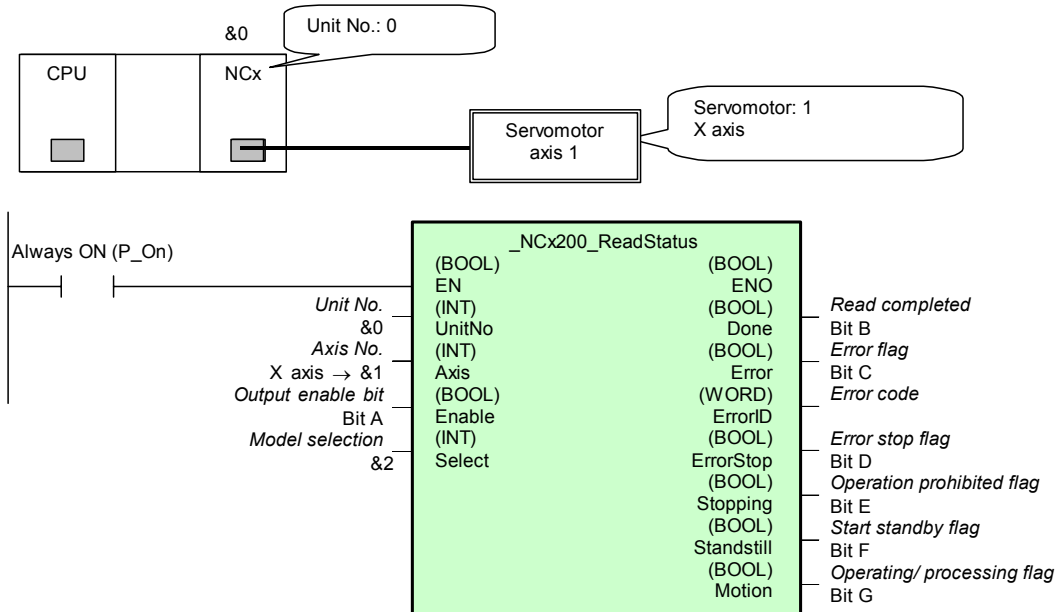 &0
Unit No.: 0
CPU
NCx
Servomotor
axis 1
Servomotor: 1
X axis
Always ON (P_On)
_NCx200_ReadStatus
(BOOL) (BOOL)
EN ENO
Unit No. (INT) (BOOL) Read completed
&0 UnitNo Done Bit B
Axis No. (INT) (BOOL) Error flag
X axis → &1 Axis Error Bit C
Output enable bit (BOOL) (WORD) Error code
Bit A Enable ErrorID
Model selection (INT) (BOOL) Error stop flag
&2 Select ErrorStop Bit D
(BOOL) Operation prohibited flag
Stopping Bit E
(BOOL) Start standby flag
Standstill Bit F
(BOOL) Operating/ processing flag
Motion Bit G